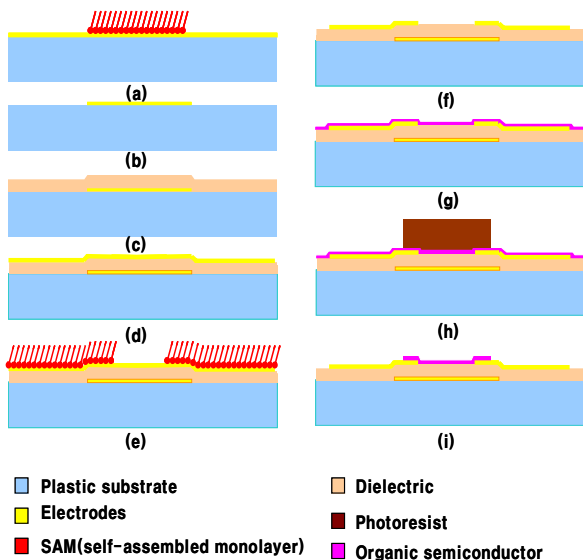 (a)
(b)
(c)
(d)
(e)
(f)
(g)
(h)
(i)
Plastic substrate
Electrodes
SAM(self-assembled monolayer)
Dielectric
Photoresist
Organic semiconductor